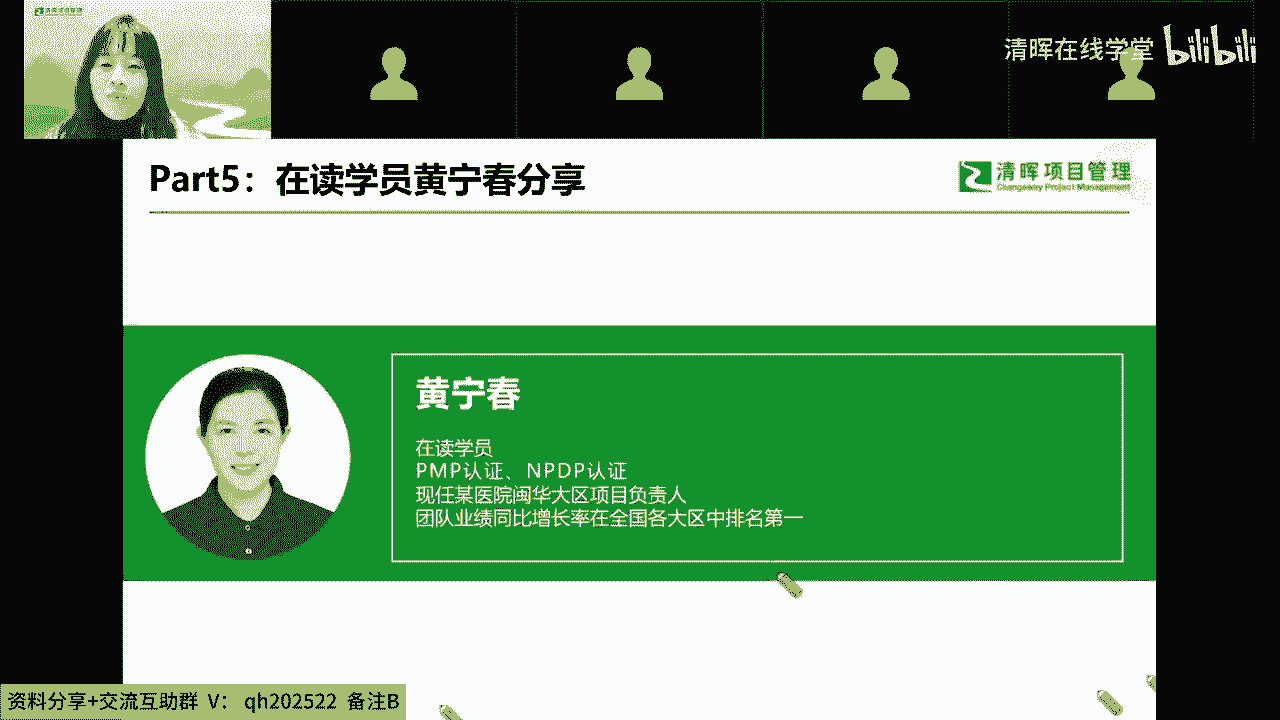 清晖项目管理
清晖在线学堂 bilibili
Part5：在读学员黄宁春分享
清晖项目管理
Changeway Project Management
黄宁春
在读学员
PMP认证、NPDP认证
现任某医院闽华大区项目负责人
团队业绩同比增长率在全国各大区中排名第一
资料分享+交流互助群 V： qh202522 备注B